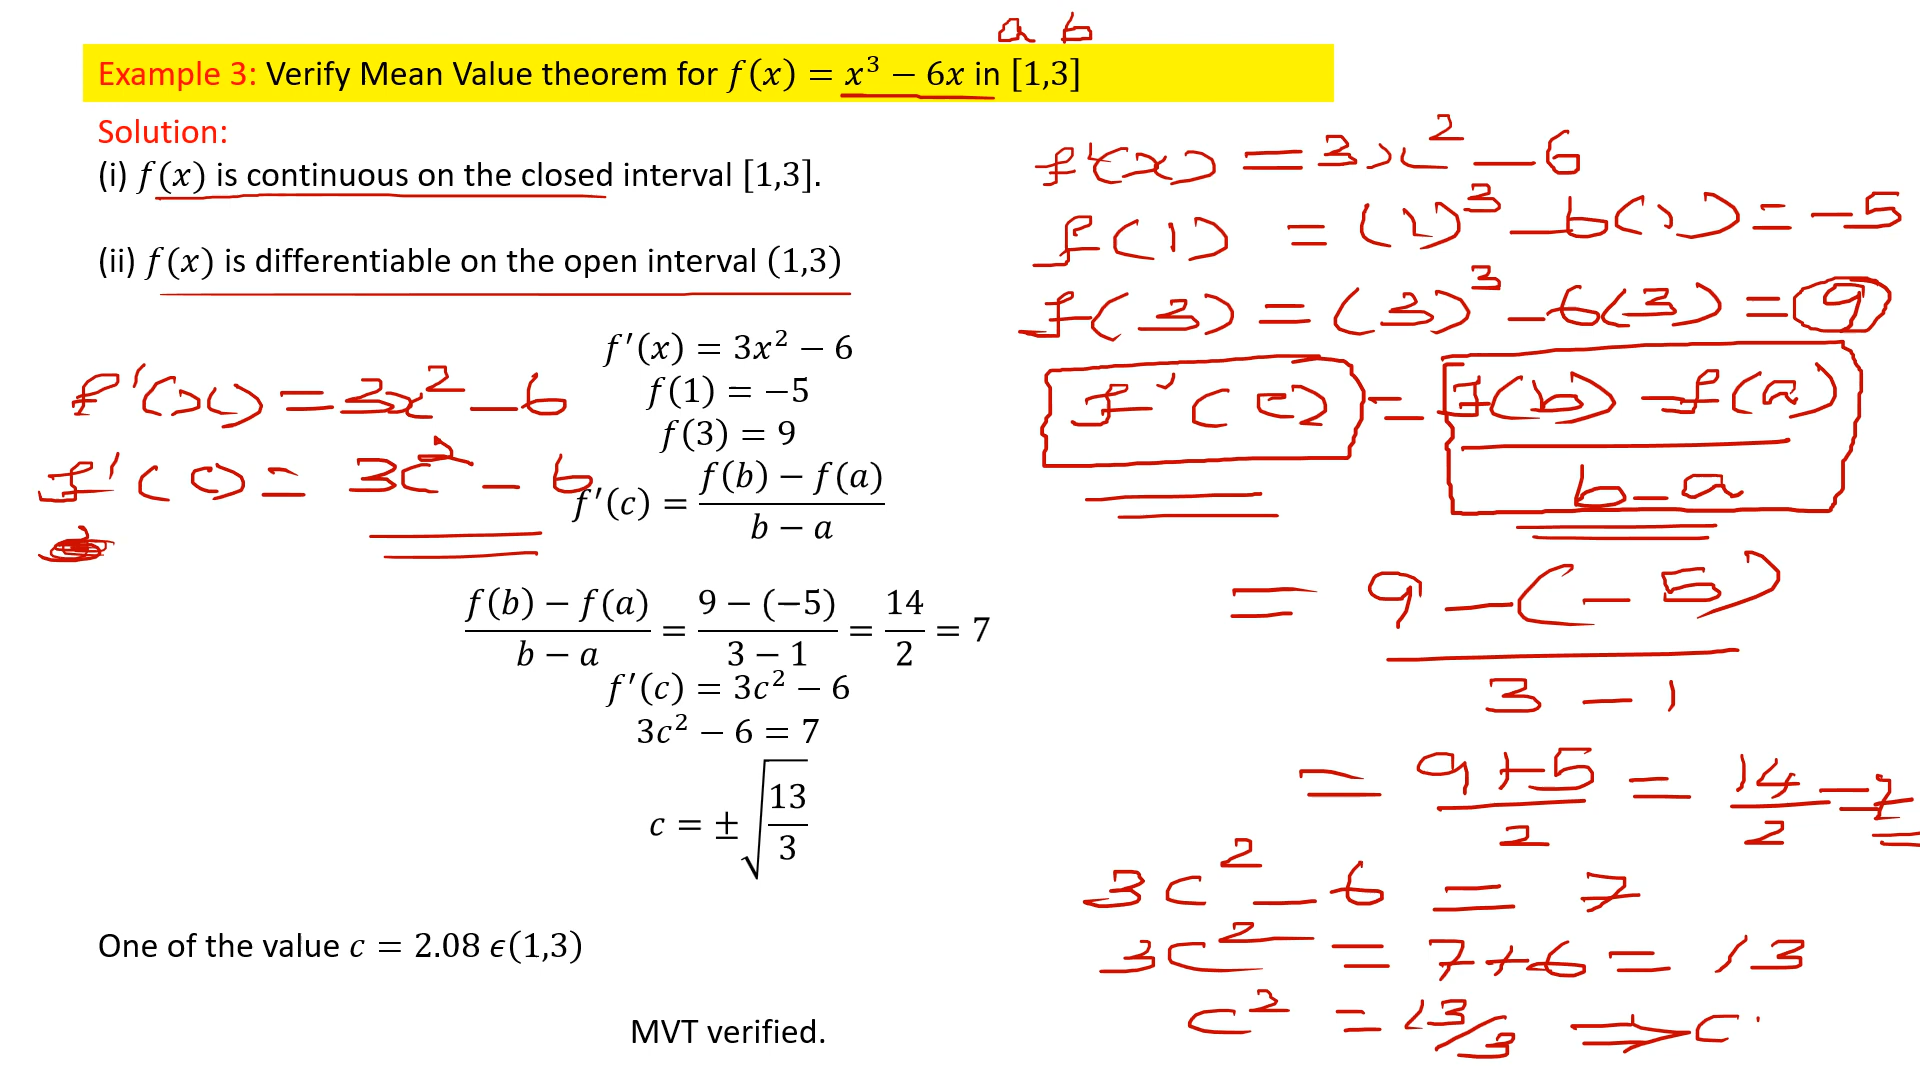 a b
Example 3: Verify Mean Value theorem for f(x) = x³ − 6x in [1,3]
Solution:
(i) f(x) is continuous on the closed interval [1,3].
(ii) f(x) is differentiable on the open interval (1,3)
f′(x) = 3x² − 6
f(1) = −5
f(3) = 9
f′(c) = f(b) − f(a) / b − a
f(b) − f(a) / b − a = 9 − (−5) / 3 − 1 = 14 / 2 = 7
f′(c) = 3c² − 6
3c² − 6 = 7
c = ±√13/3
One of the value c = 2.08 ϵ(1,3)
MVT verified.
f'(x) = 3x² − 6
f'(c) = 3c² − 6
f'(x) = 3x² − 6
f(1) = (1)³ − 6(1) = −5
f(3) = (3)³ − 6(3) = 9
f'(c) = f(b) − f(a) / b − a
= 9 − (−5) / 3 − 1
= 9+5 / 2 = 14 / 2 = 7
3c² − 6 = 7
3c² = 7+6 = 13
c² = 13/3 ⇒ c